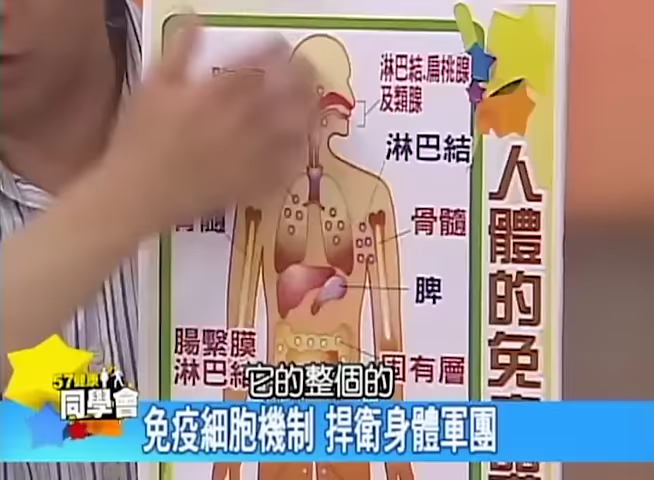 淋巴結、扁桃腺
及類腺
淋巴結
骨髓
骨髓
脾
腸繫膜
淋巴結
固有層
人體的免疫
它的整個的
57健康
同學會
免疫細胞機制 捍衛身體軍團